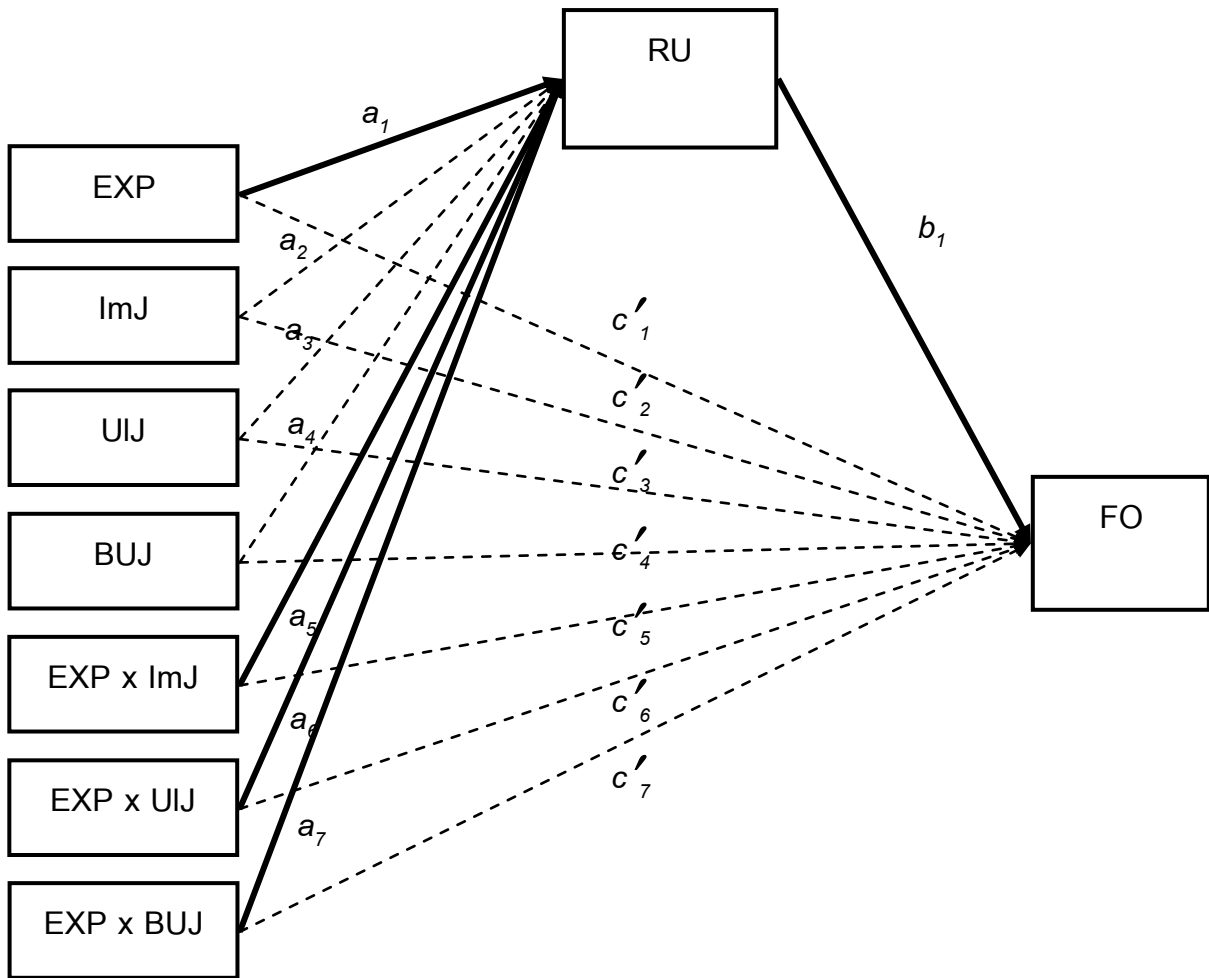 RU
a₁
EXP
b₁
a₂
ImJ
c′₁
a₃
c′₂
UIJ
a₄
c′₃
FO
BUJ
c′₄
a₅
c′₅
EXP x ImJ
c′₆
a₆
EXP x UIJ
c′₇
a₇
EXP x BUJ